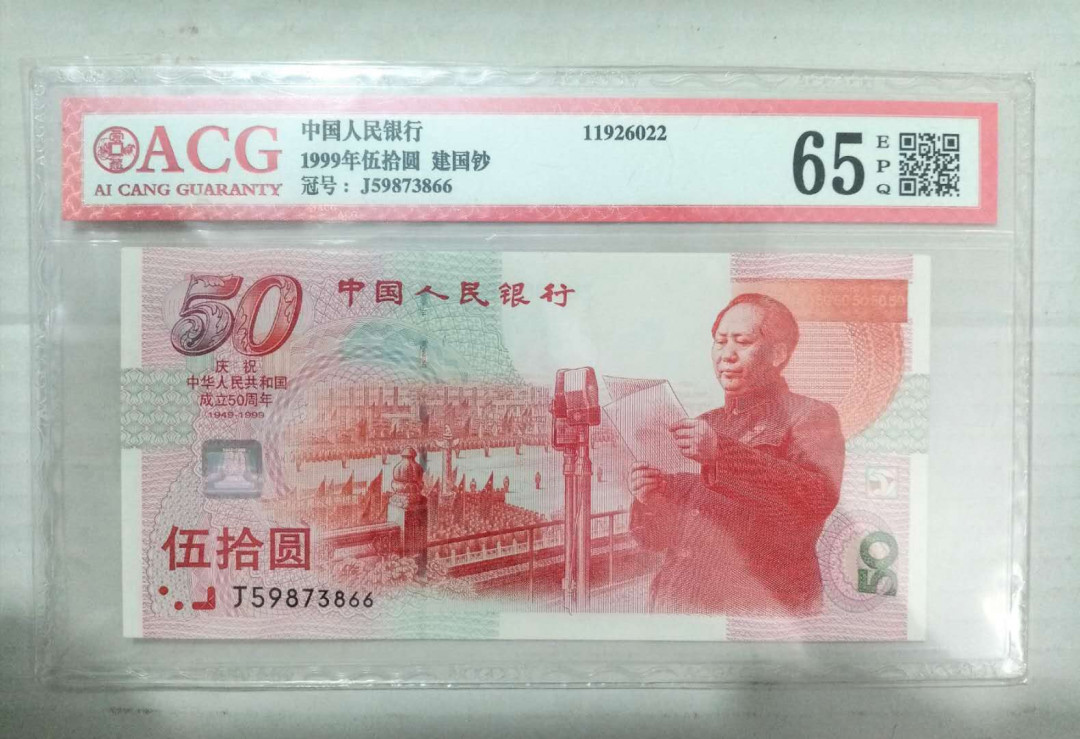 ACG
AI CANG GUARANTY
中国人民银行
1999年伍拾圆 建国钞
冠号：J59873866
11926022
65
EPQ
50
中国人民银行
庆祝
中华人民共和国
成立50周年
1949-1999
伍拾圆
J59873866
50